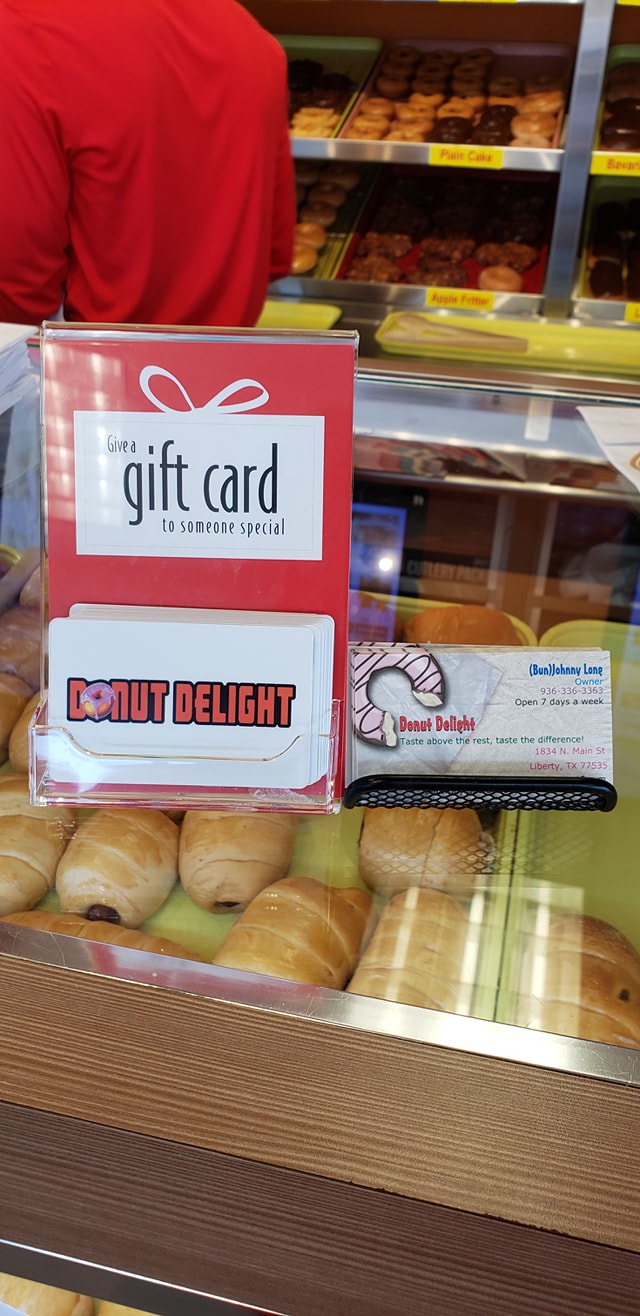 Plain Cake
Apple Fritter
Give a
gift card
to someone special
DONUT DELIGHT
(Bun)Johnny Long
Owner
936-336-3363
Open 7 days a week
Donut Delight
Taste above the rest, taste the difference!
1834 N. Main St
Liberty, TX 77535